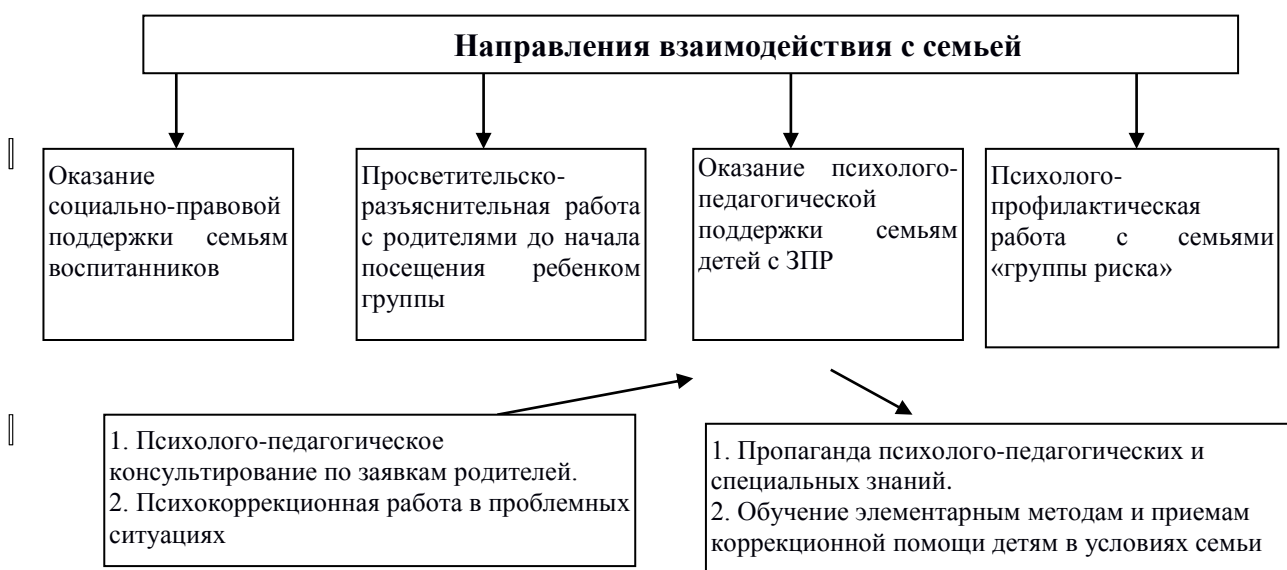 Направления взаимодействия с семьей
Оказание
социально-правовой
поддержки семьям
воспитанников
Просветительско-
разъяснительная работа
с родителями до начала
посещения ребенком
группы
Оказание психолого-
педагогической
поддержки семьям
детей с ЗПР
Психолого-
профилактическая
работа с семьями
«группы риска»
1. Психолого-педагогическое
консультирование по заявкам родителей.
2. Психокоррекционная работа в проблемных
ситуациях
1. Пропаганда психолого-педагогических и
специальных знаний.
2. Обучение элементарным методам и приемам
коррекционной помощи детям в условиях семьи